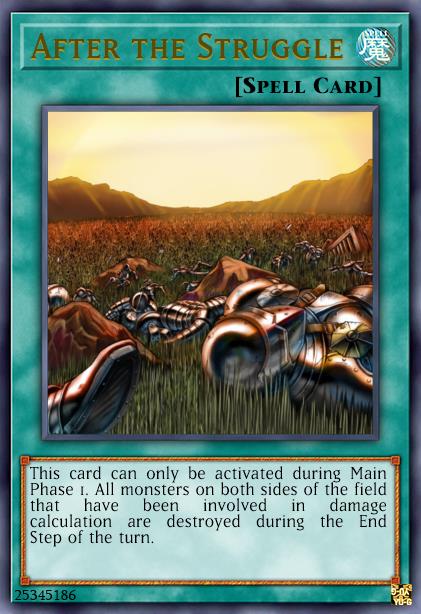 After the Struggle
[Spell Card]
This card can only be activated during Main
Phase 1. All monsters on both sides of the field
that have been involved in damage
calculation are destroyed during the End
Step of the turn.
25345186